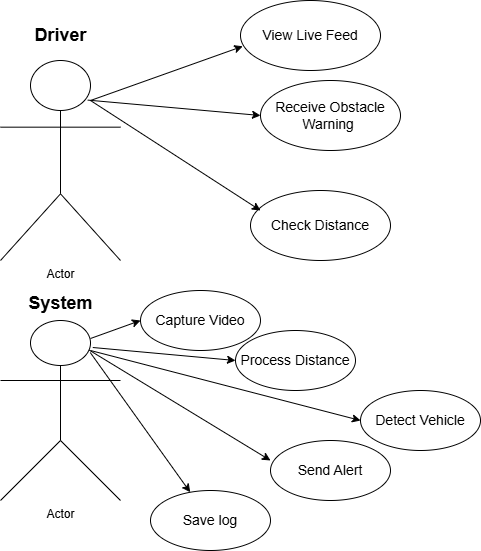 Driver
View Live Feed
Receive Obstacle
Warning
Check Distance
Actor
System
Capture Video
Process Distance
Detect Vehicle
Send Alert
Actor
Save log